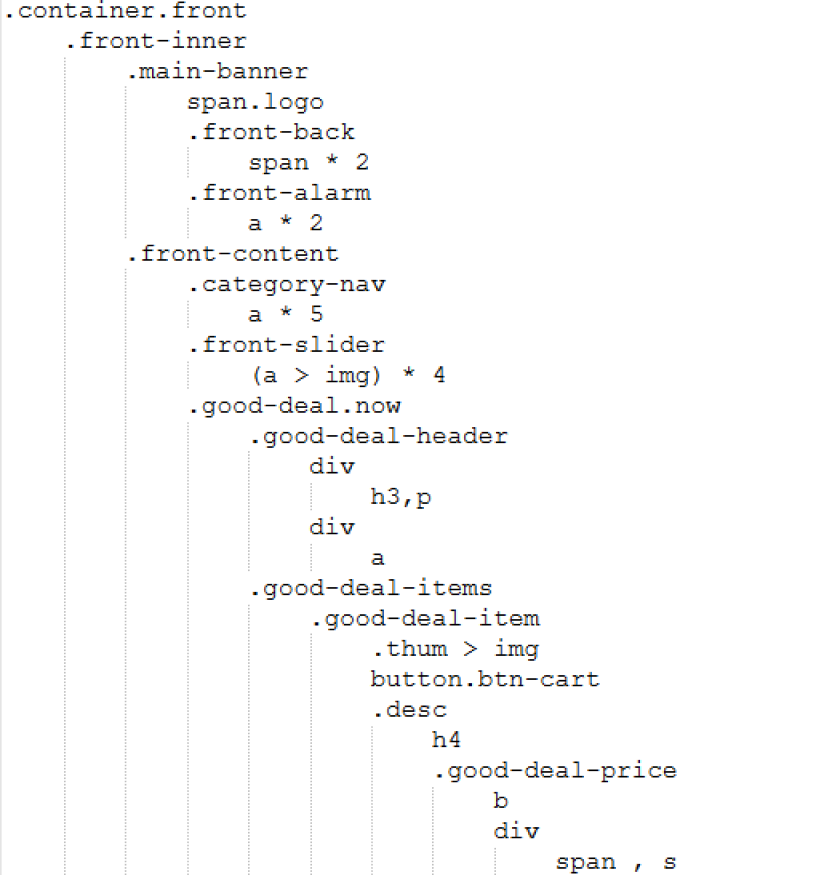 .container.front
.front-inner
.main-banner
span.logo
.front-back
span * 2
.front-alarm
a * 2
.front-content
.category-nav
a * 5
.front-slider
(a > img) * 4
.good-deal.now
.good-deal-header
div
h3,p
div
a
.good-deal-items
.good-deal-item
.thum > img
button.btn-cart
.desc
h4
.good-deal-price
b
div
span , s